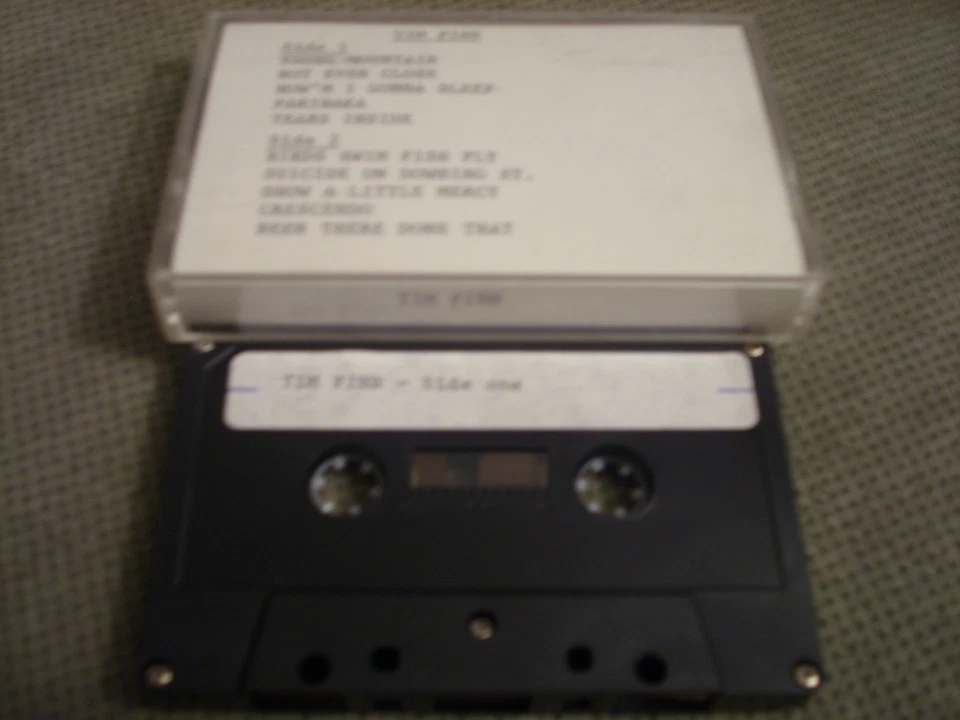 TIM FINN
Side 1
MOUNTAIN
NOT EVEN CLOSE
HOW'M I GONNA SLEEP
PARIHAKA
TEARS INSIDE
Side 2
BIRDS SWIM FISH FLY
SUICIDE ON DOWNING ST.
SHOW A LITTLE MERCY
CRESCENDO
BEEN THERE DONE THAT
TIM FINN
TIM FINN - Side one